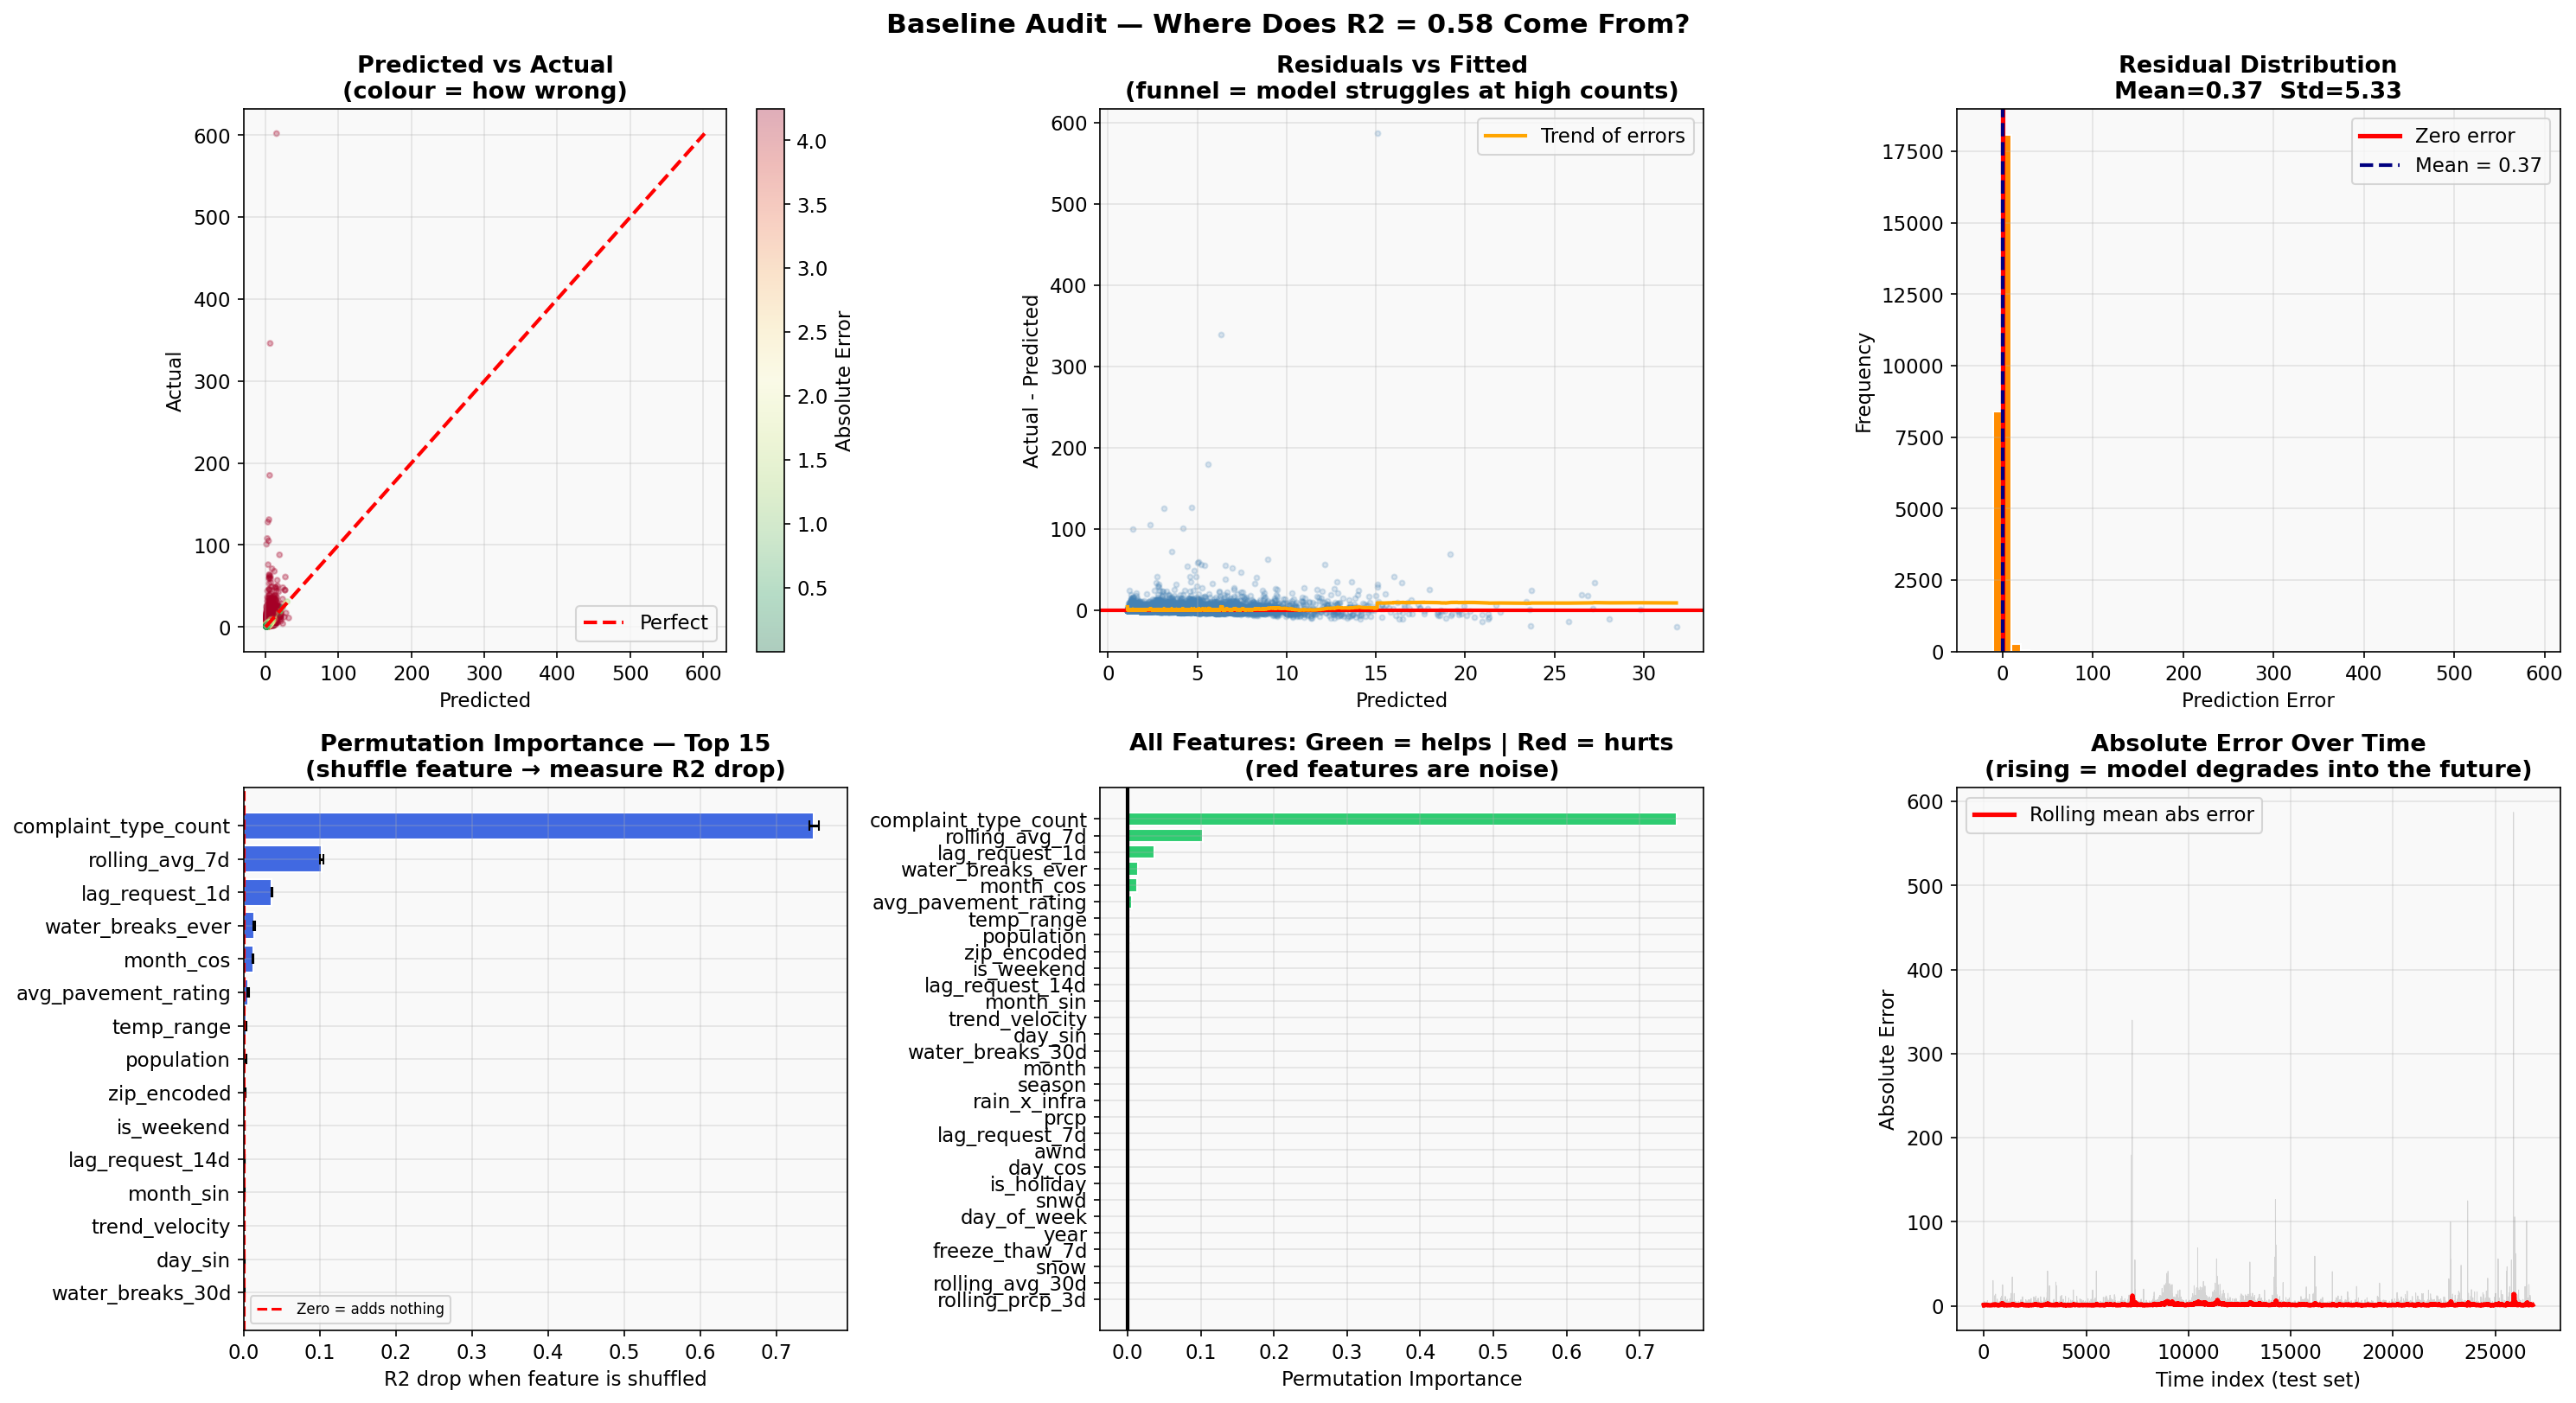 Baseline Audit — Where Does R2 = 0.58 Come From?
Predicted vs Actual
(colour = how wrong)
600
500
400
300
200
100
0
Actual
0 100 200 300 400 500 600
Predicted
Perfect
4.0
3.5
3.0
2.5
2.0
1.5
1.0
0.5
Absolute Error
Residuals vs Fitted
(funnel = model struggles at high counts)
Trend of errors
600
500
400
300
200
100
0
Actual - Predicted
0 5 10 15 20 25 30
Predicted
Residual Distribution
Mean=0.37 Std=5.33
Zero error
Mean = 0.37
17500
15000
12500
10000
7500
5000
2500
0
Frequency
0 100 200 300 400 500 600
Prediction Error
Permutation Importance — Top 15
(shuffle feature → measure R2 drop)
complaint_type_count
rolling_avg_7d
lag_request_1d
water_breaks_ever
month_cos
avg_pavement_rating
temp_range
population
zip_encoded
is_weekend
lag_request_14d
month_sin
trend_velocity
day_sin
water_breaks_30d
Zero = adds nothing
0.0 0.1 0.2 0.3 0.4 0.5 0.6 0.7
R2 drop when feature is shuffled
All Features: Green = helps | Red = hurts
(red features are noise)
complaint_type_count
rolling_avg_7d
lag_request_1d
water_breaks_ever
month_cos
avg_pavement_rating
temp_range
population
zip_encoded
is_weekend
lag_request_14d
month_sin
trend_velocity
day_sin
water_breaks_30d
month
season
rain_x_infra
prcp
lag_request_7d
awnd
day_cos
is_holiday
snwd
day_of_week
year
freeze_thaw_7d
snow
rolling_avg_30d
rolling_prcp_3d
0.0 0.1 0.2 0.3 0.4 0.5 0.6 0.7
Permutation Importance
Absolute Error Over Time
(rising = model degrades into the future)
Rolling mean abs error
600
500
400
300
200
100
0
Absolute Error
0 5000 10000 15000 20000 25000
Time index (test set)